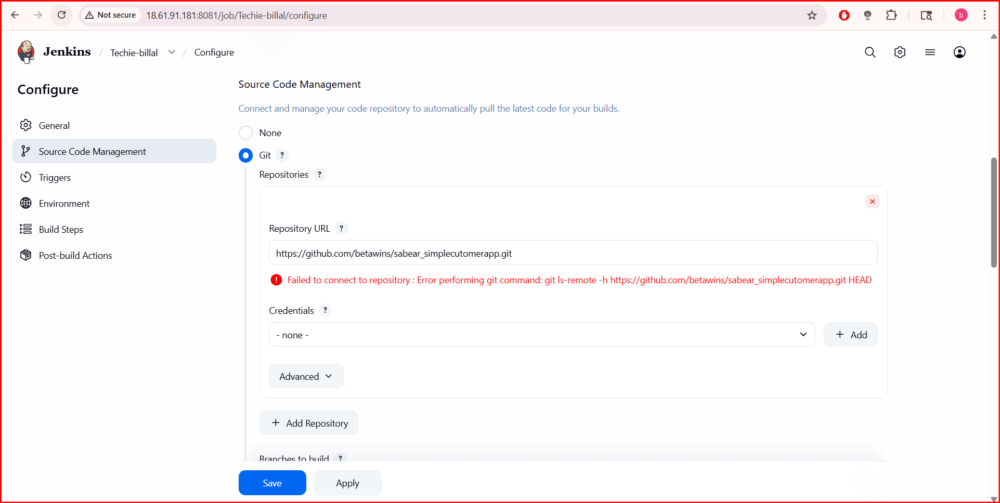 Not secure 18.61.91.181:8081/job/Techie-billal/configure b
Jenkins / Techie-billal / Configure
Configure
General
Source Code Management
Triggers
Environment
Build Steps
Post-build Actions
Source Code Management
Connect and manage your code repository to automatically pull the latest code for your builds.
None
Git ?
Repositories ?
Repository URL ?
https://github.com/betawins/sabear_simplecutomerapp.git
Failed to connect to repository : Error performing git command: git ls-remote -h https://github.com/betawins/sabear_simplecutomerapp.git HEAD
Credentials ?
- none -
+ Add
Advanced
+ Add Repository
Branches to build ?
Save
Apply